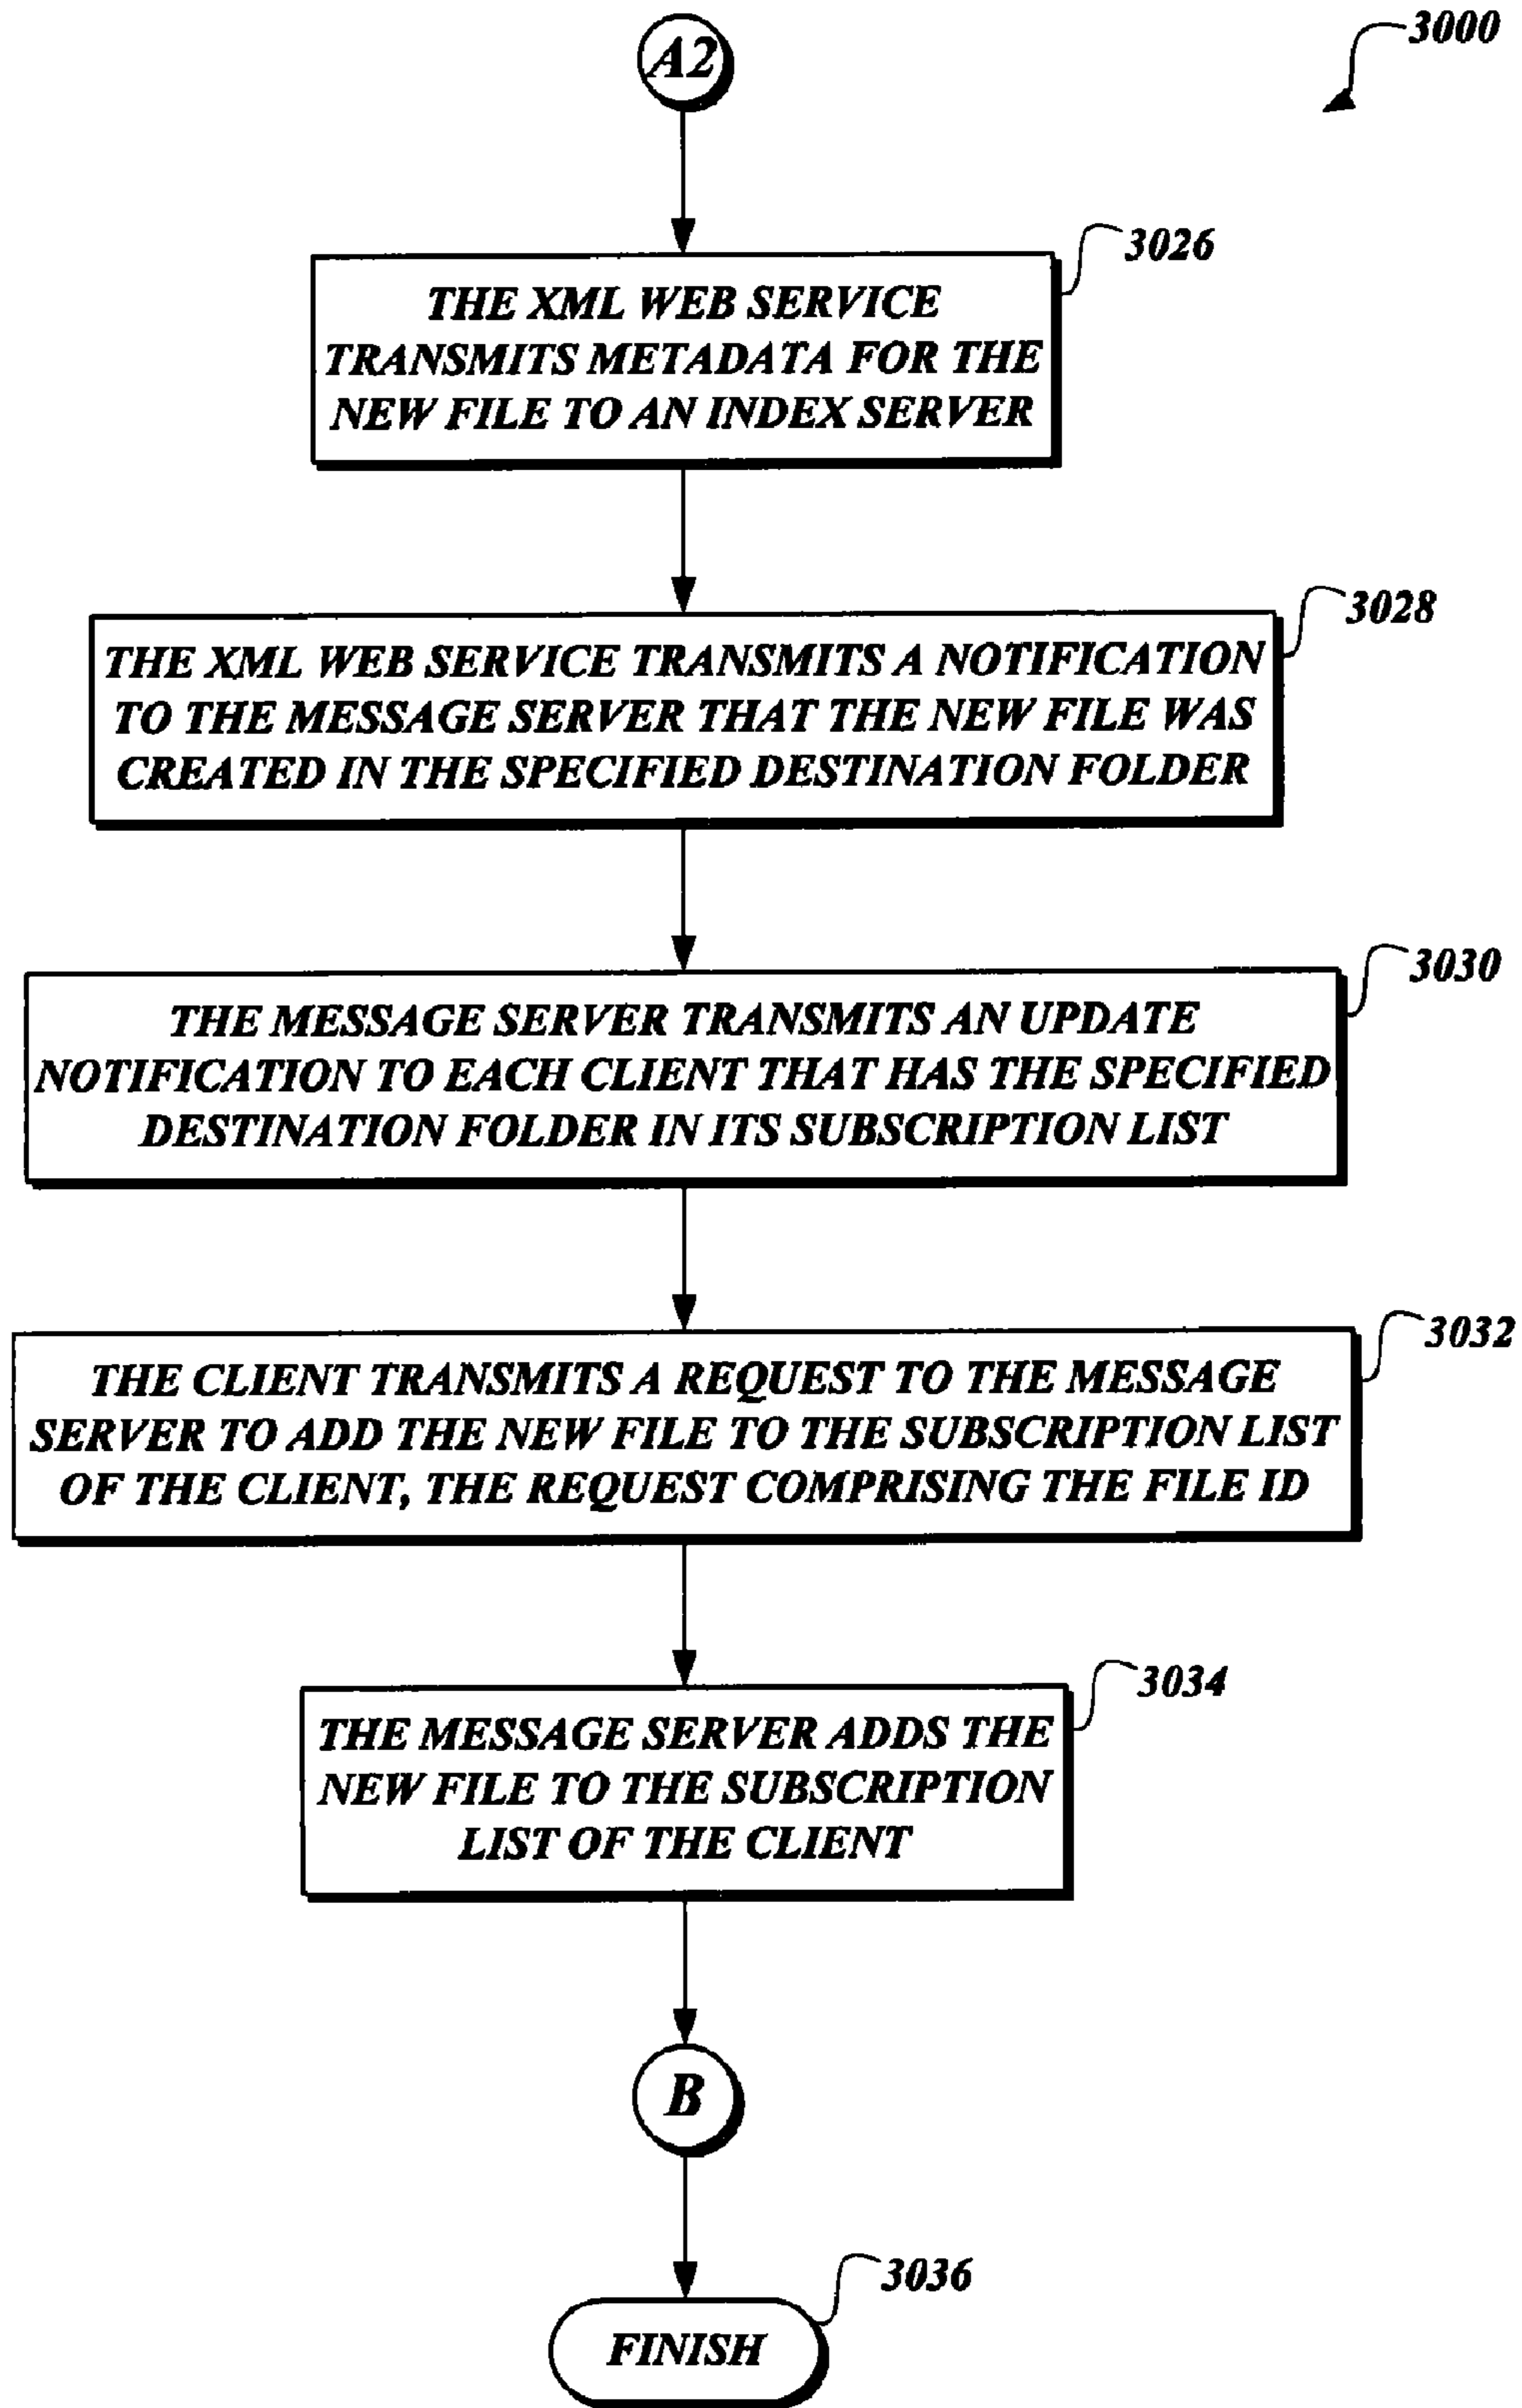 A2
3000
3026
THE XML WEB SERVICE
TRANSMITS METADATA FOR THE
NEW FILE TO AN INDEX SERVER
3028
THE XML WEB SERVICE TRANSMITS A NOTIFICATION
TO THE MESSAGE SERVER THAT THE NEW FILE WAS
CREATED IN THE SPECIFIED DESTINATION FOLDER
3030
THE MESSAGE SERVER TRANSMITS AN UPDATE
NOTIFICATION TO EACH CLIENT THAT HAS THE SPECIFIED
DESTINATION FOLDER IN ITS SUBSCRIPTION LIST
3032
THE CLIENT TRANSMITS A REQUEST TO THE MESSAGE
SERVER TO ADD THE NEW FILE TO THE SUBSCRIPTION LIST
OF THE CLIENT, THE REQUEST COMPRISING THE FILE ID
3034
THE MESSAGE SERVER ADDS THE
NEW FILE TO THE SUBSCRIPTION
LIST OF THE CLIENT
B
3036
FINISH